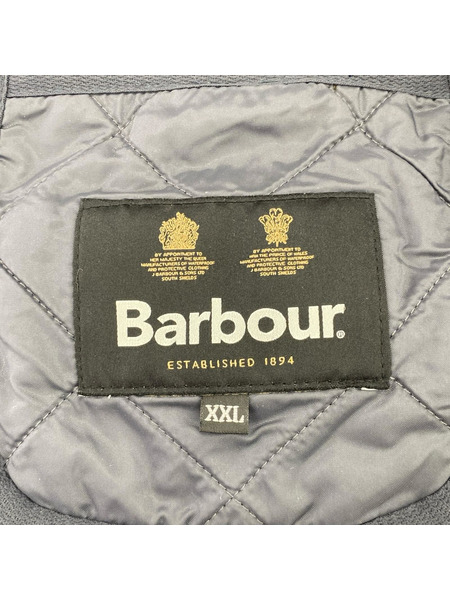 BY APPOINTMENT TO
HER MAJESTY THE QUEEN
MANUFACTURERS OF WATERPROOF
AND PROTECTIVE CLOTHING
J BARBOUR & SONS LTD
SOUTH SHIELDS
BY APPOINTMENT TO
HRH THE PRINCE OF WALES
MANUFACTURERS OF WATERPROOF
AND PROTECTIVE CLOTHING
J BARBOUR & SONS LTD
SOUTH SHIELDS
Barbour®
ESTABLISHED 1894
XXL